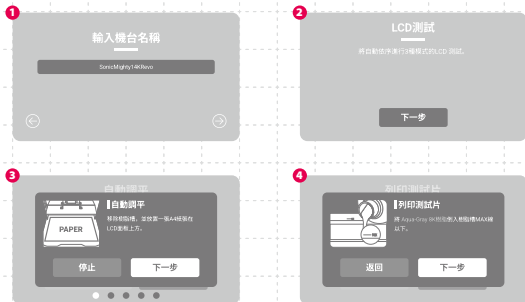 1
輸入機台名稱
SonicMighty14KRevo
2
LCD測試
將自動依序進行3種模式的LCD 測試。
下一步
3
自動調平
自動調平
移除樹脂槽，並放置一張A4紙張在
LCD面板上方。
PAPER
停止
下一步
4
列印測試片
列印測試片
將 Aqua-Gray 8K樹脂倒入樹脂槽MAX線
以下。
返回
下一步